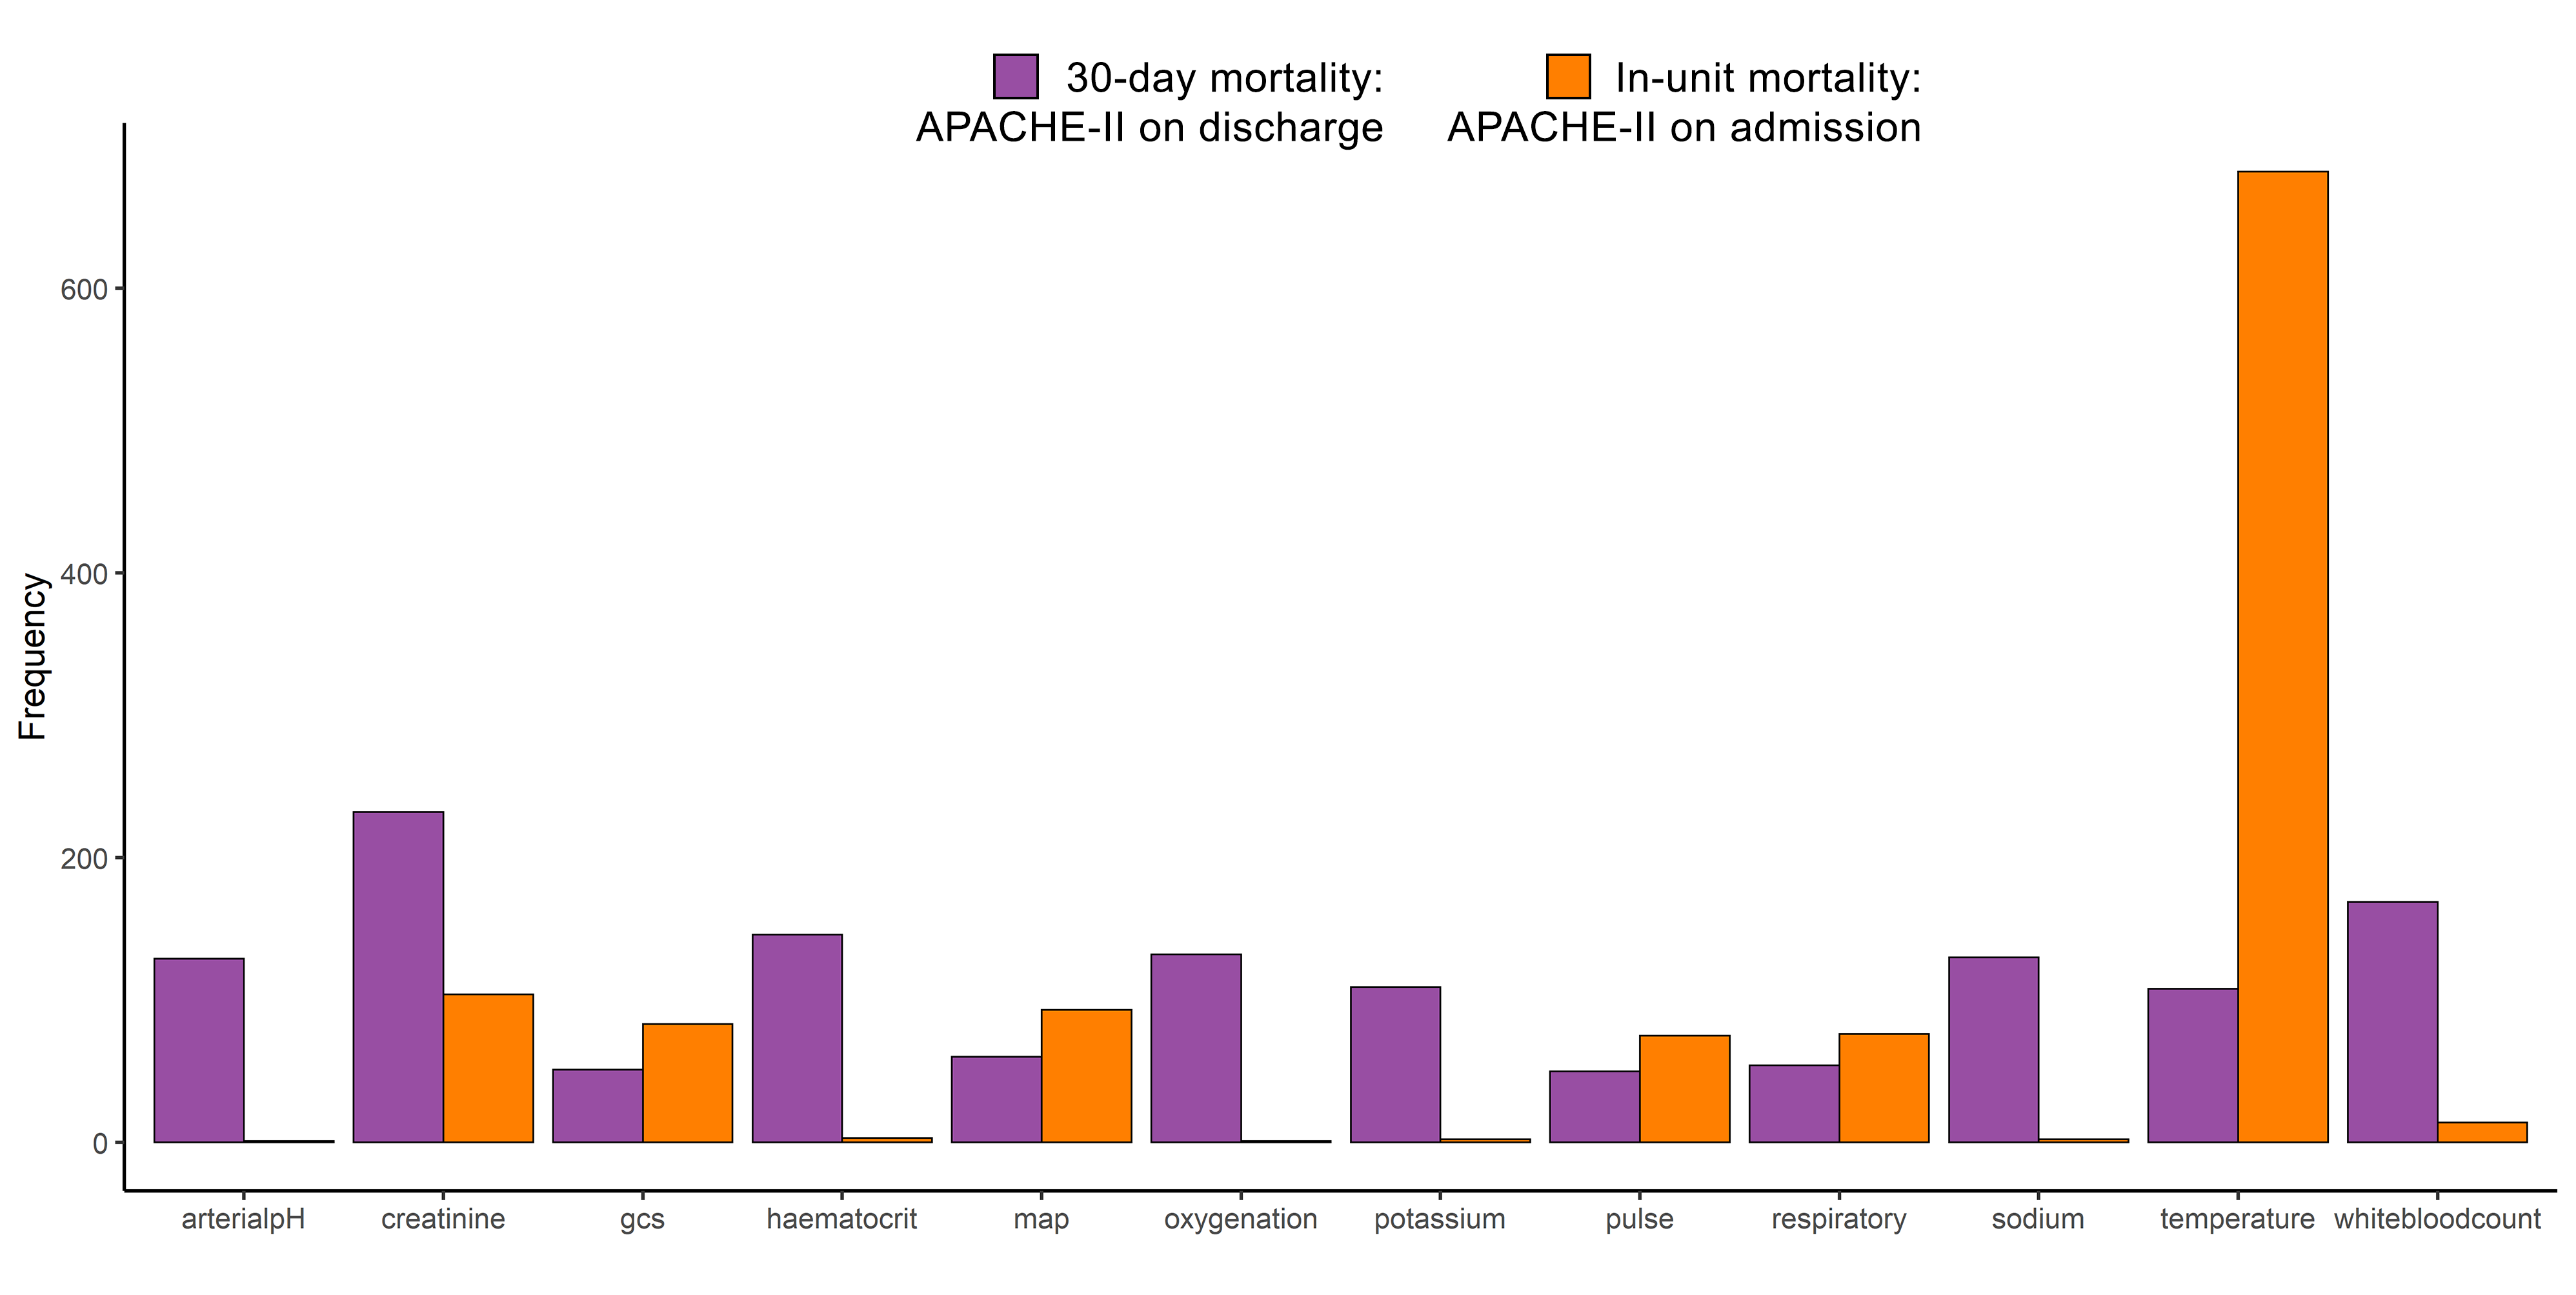 30-day mortality:
APACHE-II on discharge
In-unit mortality:
APACHE-II on admission
Frequency
600
400
200
0
arterialpH
creatinine
gcs
haematocrit
map
oxygenation
potassium
pulse
respiratory
sodium
temperature
whitebloodcount